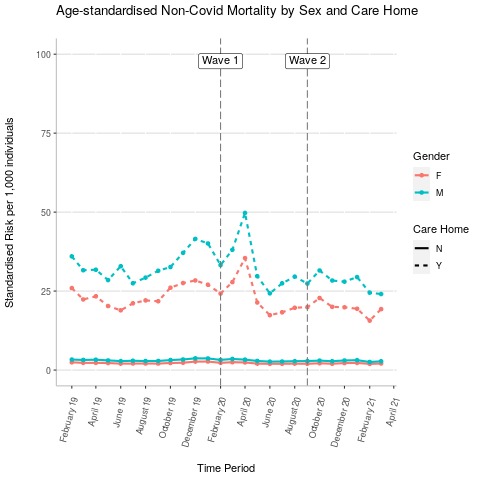 Age-standardised Non-Covid Mortality by Sex and Care Home
Standardised Risk per 1,000 individuals
100
75
50
25
0
Wave 1
Wave 2
February 19
April 19
June 19
August 19
October 19
December 19
February 20
April 20
June 20
August 20
October 20
December 20
February 21
April 21
Time Period
Gender
F
M
Care Home
N
Y